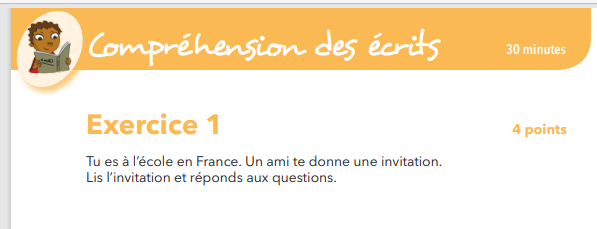 Compréhension des écrits
30 minutes
Exercice 1
4 points
Tu es à l'école en France. Un ami te donne une invitation.
Lis l'invitation et réponds aux questions.